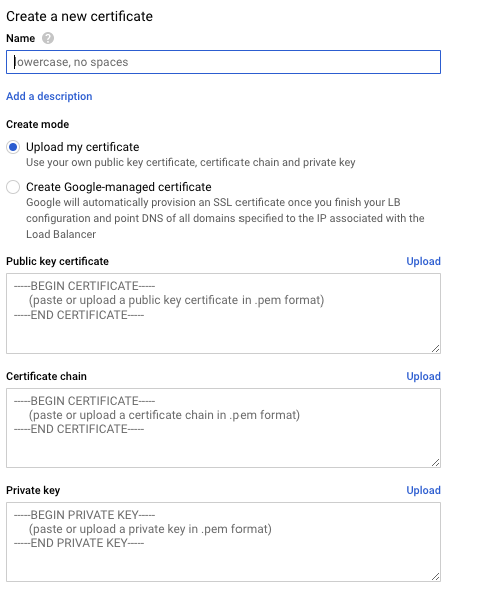 Create a new certificate
Name ?
lowercase, no spaces
Add a description
Create mode
Upload my certificate
Use your own public key certificate, certificate chain and private key
Create Google-managed certificate
Google will automatically provision an SSL certificate once you finish your LB
configuration and point DNS of all domains specified to the IP associated with the
Load Balancer
Public key certificate Upload
-----BEGIN CERTIFICATE-----
(paste or upload a public key certificate in .pem format)
-----END CERTIFICATE-----
Certificate chain Upload
-----BEGIN CERTIFICATE-----
(paste or upload a certificate chain in .pem format)
-----END CERTIFICATE-----
Private key Upload
-----BEGIN PRIVATE KEY-----
(paste or upload a private key in .pem format)
-----END PRIVATE KEY-----